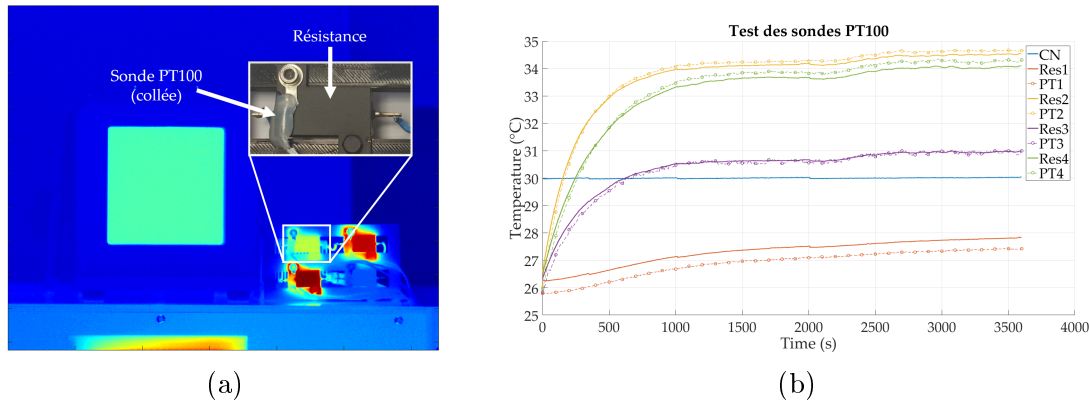 Résistance
Sonde PT100
(collée)
(a)
Test des sondes PT100
35
34
33
32
31
30
29
28
27
26
25
Temperature (°C)
0
500
1000
1500
2000
2500
3000
3500
4000
Time (s)
CN
Res1
PT1
Res2
PT2
Res3
PT3
Res4
PT4
(b)